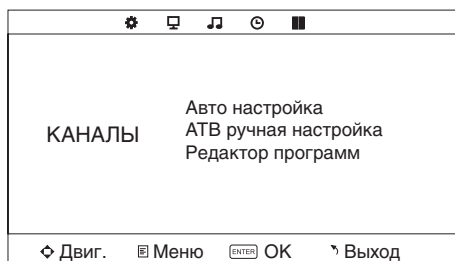 КАНАЛЫ
Авто настройка
АТВ ручная настройка
Редактор программ
Двиг. Меню ENTER OK Выход